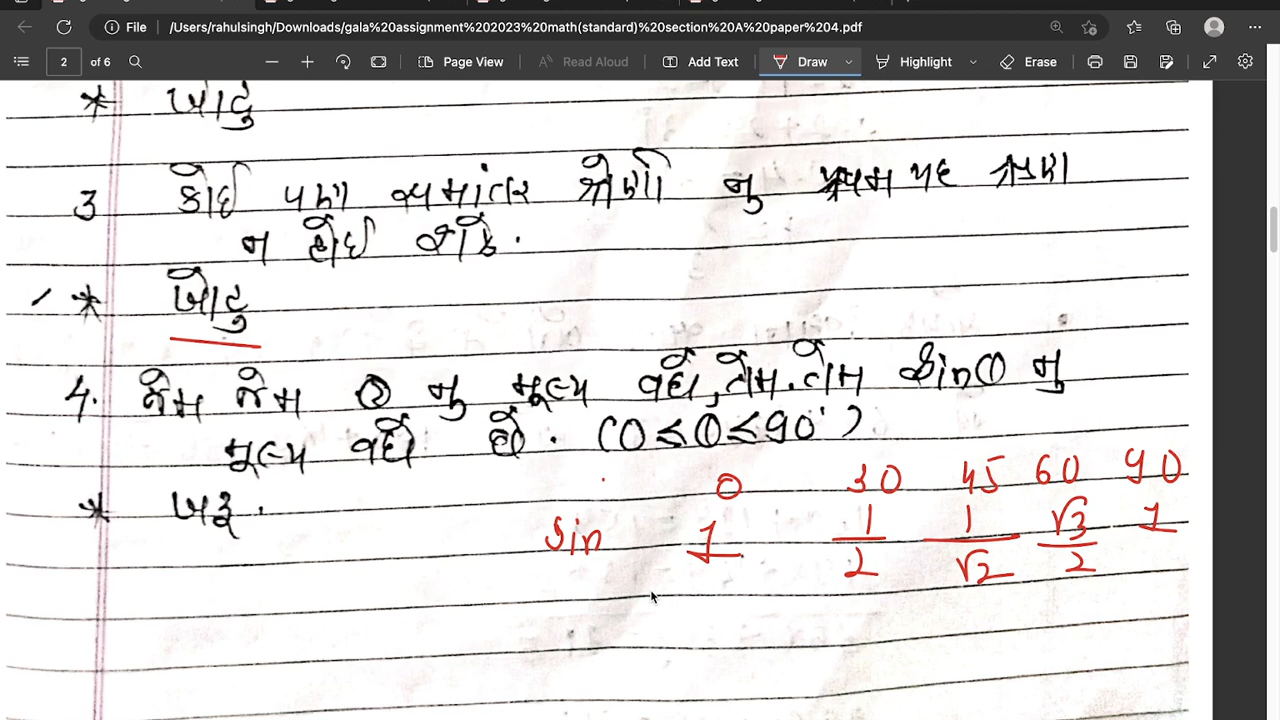 File /Users/rahulsingh/Downloads/gala%20assignment%202023%20math(standard)%20section%20A%20paper%204.pdf
2 of 6 Page View Read Aloud Add Text Draw Highlight Erase
* ખોટુ
3 કોઈ પણ સમાંતર શ્રેણી નુ પ્રથમ પદ ઋણ
ન હોઈ શકે.
* ખોટુ
4. જેમ જેમ θ નુ મૂલ્ય વધે, તેમ.તેમ Sinθ નુ
મૂલ્ય વધે છે. (0≤θ≤90°)
* ખરૂ.
0 30 45 60 90
Sin 1 1/2 1/√2 √3/2 1